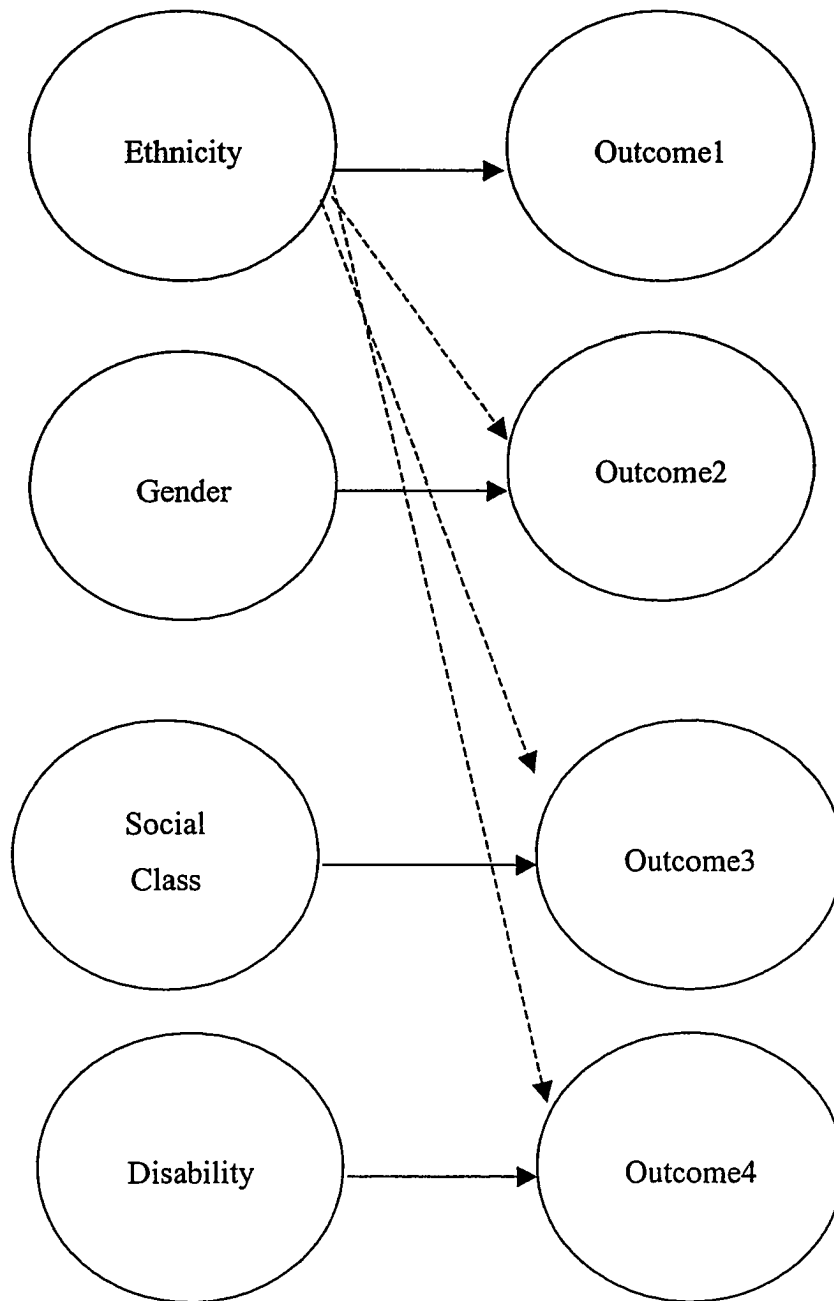 Ethnicity
Outcome1
Gender
Outcome2
Social
Class
Outcome3
Disability
Outcome4